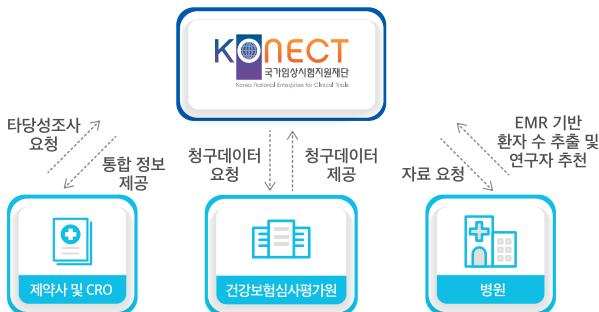 KONECT
국가임상시험지원재단
Korea National Enterprise for Clinical Trials
타당성조사
요청
통합 정보
제공
청구데이터
요청
청구데이터
제공
자료 요청
EMR 기반
환자 수 추출 및
연구자 추천
제약사 및 CRO
건강보험심사평가원
병원